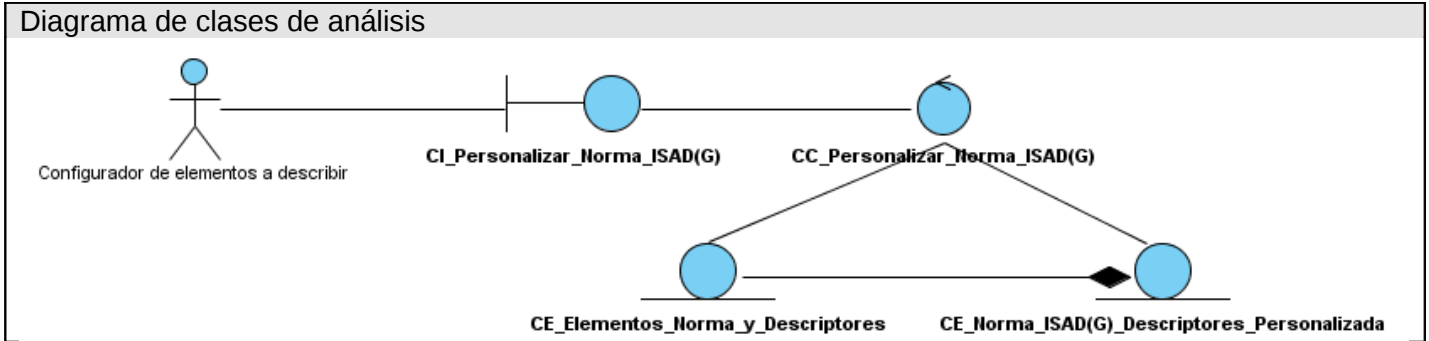 Diagrama de clases de análisis
CI_Personalizar_Norma_ISAD(G)
CC_Personalizar_Norma_ISAD(G)
Configurador de elementos a describir
CE_Elementos_Norma_y_Descriptores
CE_Norma_ISAD(G)_Descriptores_Personalizada